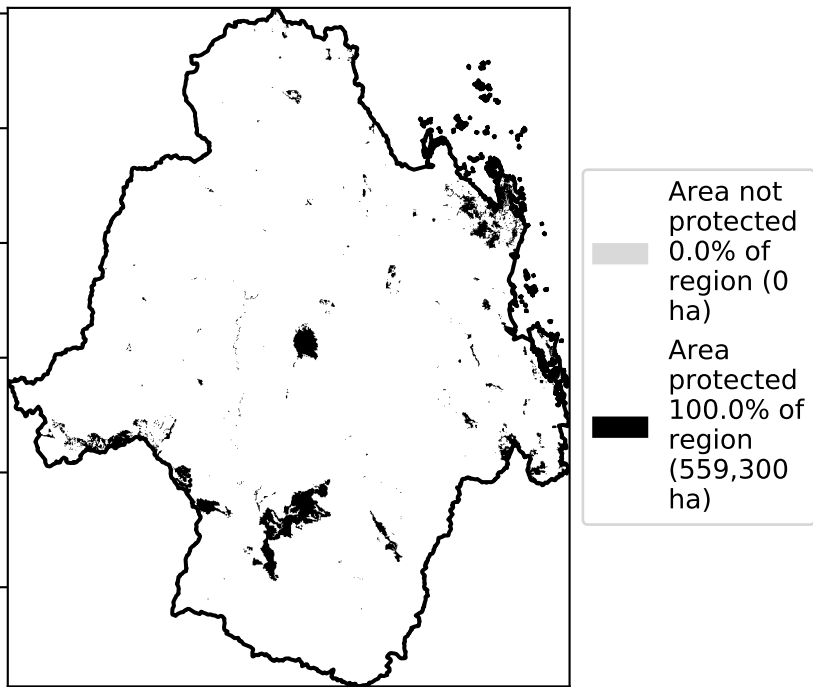 Area not
protected
0.0% of
region (0
ha)
Area
protected
100.0% of
region
(559,300
ha)